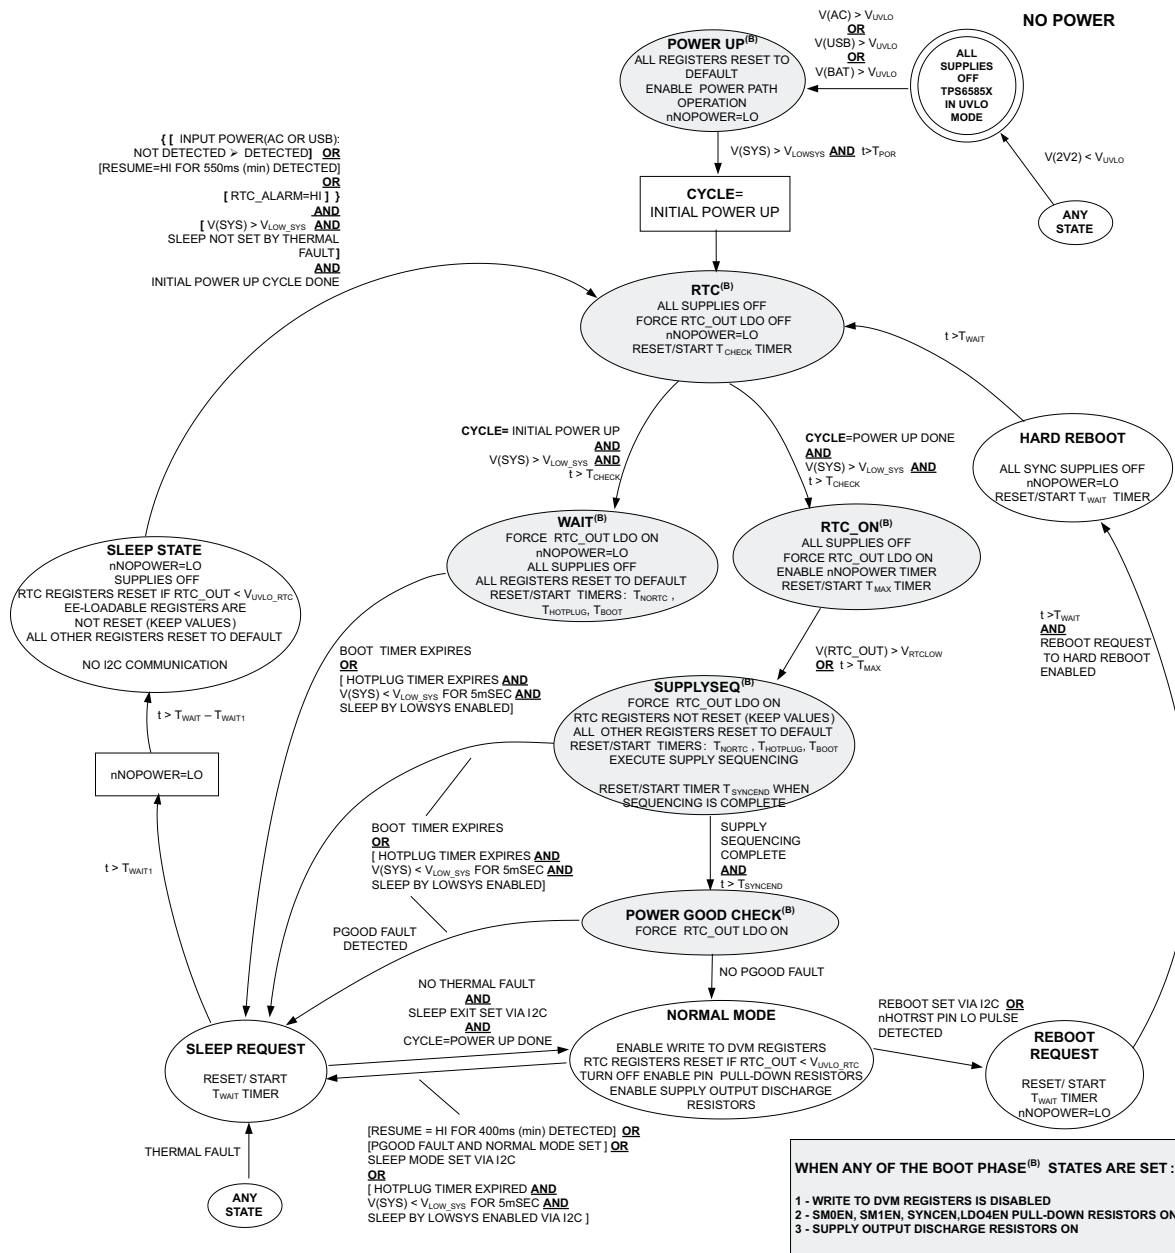 NO POWER
V(AC) > VUVLO
OR
V(USB) > VUVLO
OR
V(BAT) > VUVLO
POWER UP(B)
ALL REGISTERS RESET TO
DEFAULT
ENABLE POWER PATH
OPERATION
nNOPOWER=LO
ALL
SUPPLIES
OFF
TPS6585X
IN UVLO
MODE
V(2V2) < VUVLO
ANY
STATE
V(SYS) > VLOWSYS AND t>TPOR
CYCLE=
INITIAL POWER UP
{ [ INPUT POWER(AC OR USB):
NOT DETECTED ➢ DETECTED] OR
[RESUME=HI FOR 550ms (min) DETECTED]
OR
[ RTC_ALARM=HI ] }
AND
[ V(SYS) > VLOW_SYS AND
SLEEP NOT SET BY THERMAL
FAULT ]
AND
INITIAL POWER UP CYCLE DONE
RTC(B)
ALL SUPPLIES OFF
FORCE RTC_OUT LDO OFF
nNOPOWER=LO
RESET/START TCHECK TIMER
t >TWAIT
CYCLE= INITIAL POWER UP
AND
V(SYS) > VLOW_SYS AND
t > TCHECK
CYCLE=POWER UP DONE
AND
V(SYS) > VLOW_SYS AND
t > TCHECK
HARD REBOOT
ALL SYNC SUPPLIES OFF
nNOPOWER=LO
RESET/START TWAIT TIMER
WAIT(B)
FORCE RTC_OUT LDO ON
nNOPOWER=LO
ALL SUPPLIES OFF
ALL REGISTERS RESET TO DEFAULT
RESET/START TIMERS: TNORTC ,
THOTPLUG, TBOOT
RTC_ON(B)
ALL SUPPLIES OFF
FORCE RTC_OUT LDO ON
ENABLE nNOPOWER TIMER
RESET/START TMAX TIMER
SLEEP STATE
nNOPOWER=LO
SUPPLIES OFF
RTC REGISTERS RESET IF RTC_OUT < VUVLO_RTC
EE-LOADABLE REGISTERS ARE
NOT RESET (KEEP VALUES)
ALL OTHER REGISTERS RESET TO DEFAULT
NO I2C COMMUNICATION
t >TWAIT
AND
REBOOT REQUEST
TO HARD REBOOT
ENABLED
BOOT TIMER EXPIRES
OR
[ HOTPLUG TIMER EXPIRES AND
V(SYS) < VLOW_SYS FOR 5mSEC AND
SLEEP BY LOWSYS ENABLED]
V(RTC_OUT) > VRTCLOW
OR t > TMAX
SUPPLYSEQ(B)
FORCE RTC_OUT LDO ON
RTC REGISTERS NOT RESET (KEEP VALUES)
ALL OTHER REGISTERS RESET TO DEFAULT
RESET/START TIMERS: TNORTC , THOTPLUG, TBOOT
EXECUTE SUPPLY SEQUENCING
RESET/START TIMER TSYNCEND WHEN
SEQUENCING IS COMPLETE
t > TWAIT – TWAIT1
nNOPOWER=LO
t > TWAIT1
BOOT TIMER EXPIRES
OR
[ HOTPLUG TIMER EXPIRES AND
V(SYS) < VLOW_SYS FOR 5mSEC AND
SLEEP BY LOWSYS ENABLED]
SUPPLY
SEQUENCING
COMPLETE
AND
t > TSYNCEND
POWER GOOD CHECK(B)
FORCE RTC_OUT LDO ON
PGOOD FAULT
DETECTED
NO PGOOD FAULT
NO THERMAL FAULT
AND
SLEEP EXIT SET VIA I2C
AND
CYCLE=POWER UP DONE
REBOOT SET VIA I2C OR
nHOTRST PIN LO PULSE
DETECTED
SLEEP REQUEST
RESET/ START
TWAIT TIMER
NORMAL MODE
ENABLE WRITE TO DVM REGISTERS
RTC REGISTERS RESET IF RTC_OUT < VUVLO_RTC
TURN OFF ENABLE PIN PULL-DOWN RESISTORS
ENABLE SUPPLY OUTPUT DISCHARGE
RESISTORS
REBOOT
REQUEST
RESET/ START
TWAIT TIMER
nNOPOWER=LO
THERMAL FAULT
ANY
STATE
[RESUME = HI FOR 400ms (min) DETECTED] OR
[PGOOD FAULT AND NORMAL MODE SET ] OR
SLEEP MODE SET VIA I2C
OR
[ HOTPLUG TIMER EXPIRED AND
V(SYS) < VLOW_SYS FOR 5mSEC AND
SLEEP BY LOWSYS ENABLED VIA I2C ]
WHEN ANY OF THE BOOT PHASE(B) STATES ARE SET :
1 - WRITE TO DVM REGISTERS IS DISABLED
2 - SM0EN, SM1EN, SYNCEN,LDO4EN PULL-DOWN RESISTORS ON
3 - SUPPLY OUTPUT DISCHARGE RESISTORS ON